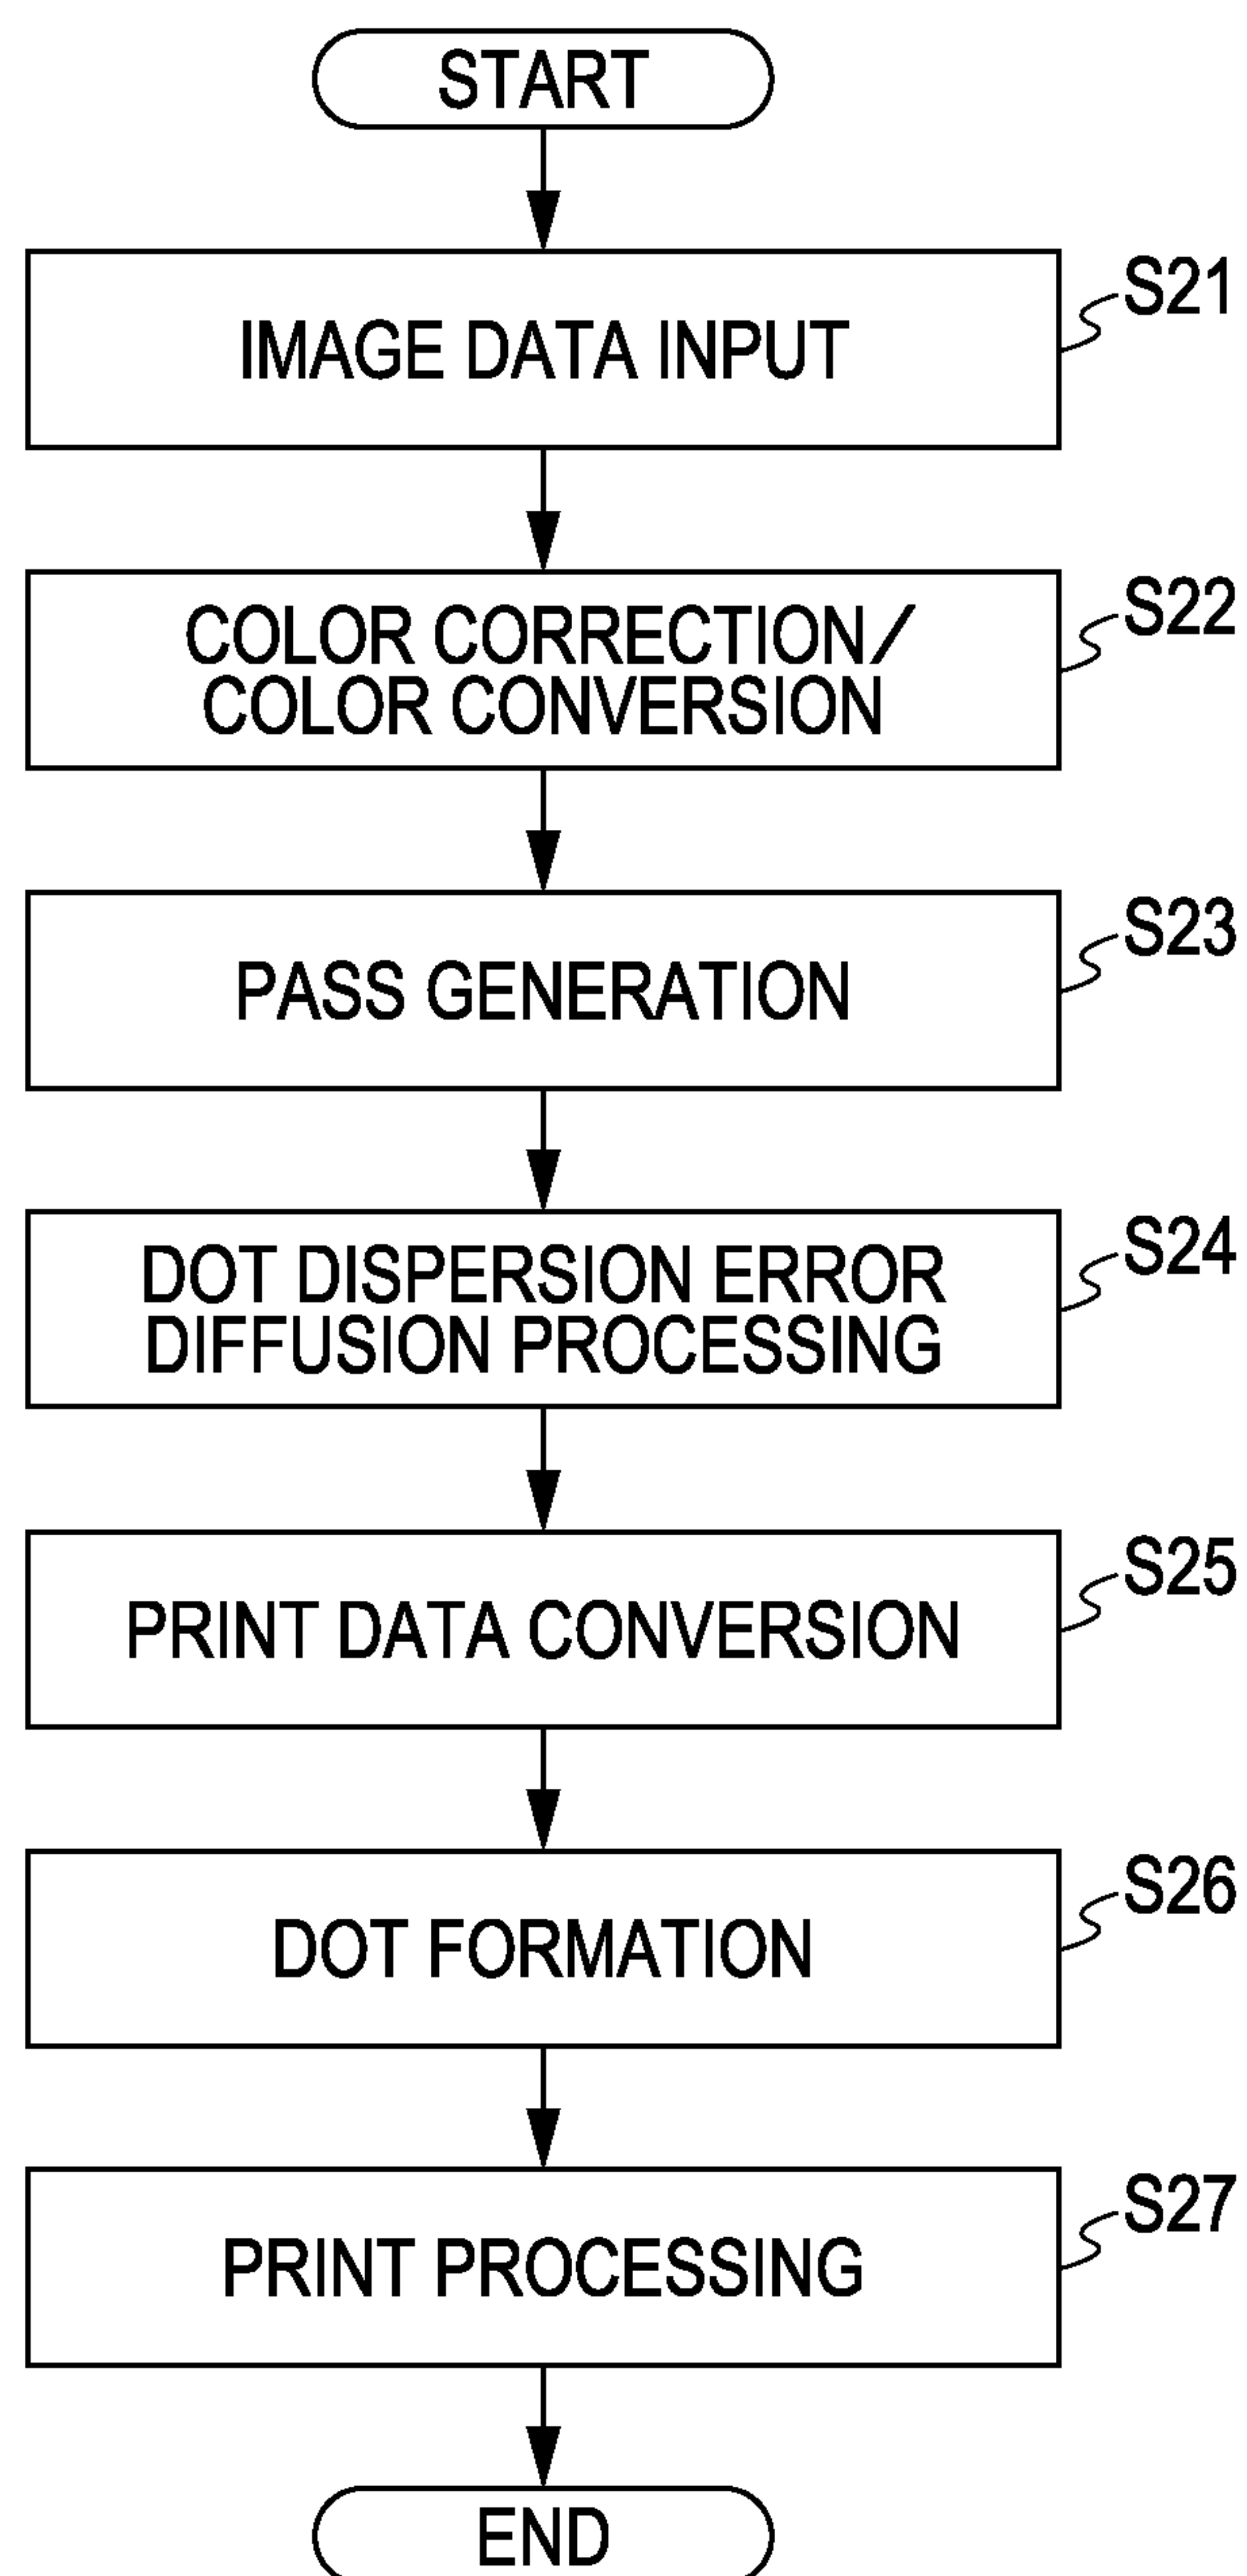 START
IMAGE DATA INPUT
S21
COLOR CORRECTION/
COLOR CONVERSION
S22
PASS GENERATION
S23
DOT DISPERSION ERROR
DIFFUSION PROCESSING
S24
PRINT DATA CONVERSION
S25
DOT FORMATION
S26
PRINT PROCESSING
S27
END